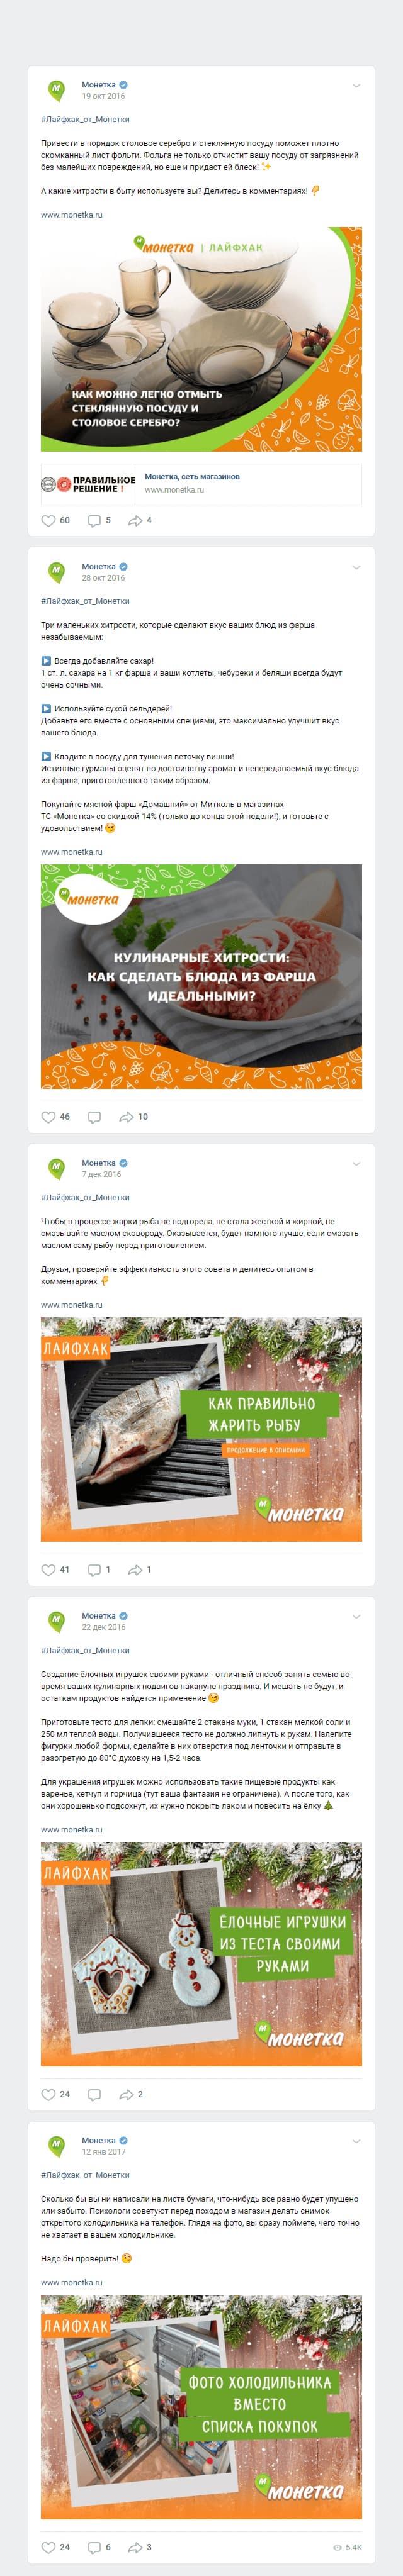 Монетка
19 окт 2016
#Лайфхак_от_Монетки
Привести в порядок столовое серебро и стеклянную посуду поможет плотно
скомканный лист фольги. Фольга не только отчистит вашу посуду от загрязнений
без малейших повреждений, но еще и придаст ей блеск! ✨
А какие хитрости в быту используете вы? Делитесь в комментариях! 👇
www.monetka.ru
М
МОНЕТКА | ЛАЙФХАК
КАК МОЖНО ЛЕГКО ОТМЫТЬ
СТЕКЛЯННУЮ ПОСУДУ И
СТОЛОВОЕ СЕРЕБРО?
ПРАВИЛЬНОЕ
РЕШЕНИЕ !
Монетка, сеть магазинов
www.monetka.ru
60 5 4
Монетка
28 окт 2016
#Лайфхак_от_Монетки
Три маленьких хитрости, которые сделают вкус ваших блюд из фарша
незабываемым:
▶ Всегда добавляйте сахар!
1 ст. л. сахара на 1 кг фарша и ваши котлеты, чебуреки и беляши всегда будут
очень сочными.
▶ Используйте сухой сельдерей!
Добавьте его вместе с основными специями, это максимально улучшит вкус
вашего блюда.
▶ Кладите в посуду для тушения веточку вишни!
Истинные гурманы оценят по достоинству аромат и непередаваемый вкус блюда
из фарша, приготовленного таким образом.
Покупайте мясной фарш «Домашний» от Митколь в магазинах
ТС «Монетка» со скидкой 14% (только до конца этой недели!), и готовьте с
удовольствием! 😋
www.monetka.ru
М
МОНЕТКА
КУЛИНАРНЫЕ ХИТРОСТИ:
КАК СДЕЛАТЬ БЛЮДА ИЗ ФАРША
ИДЕАЛЬНЫМИ?
46 10
Монетка
7 дек 2016
#Лайфхак_от_Монетки
Чтобы в процессе жарки рыба не подгорела, не стала жесткой и жирной, не
смазывайте маслом сковороду. Оказывается, будет намного лучше, если смазать
маслом саму рыбу перед приготовлением.
Друзья, проверяйте эффективность этого совета и делитесь опытом в
комментариях 👇
www.monetka.ru
ЛАЙФХАК
КАК ПРАВИЛЬНО
ЖАРИТЬ РЫБУ
ПРОДОЛЖЕНИЕ В ОПИСАНИИ
М
МОНЕТКА
41 1 1
Монетка
22 дек 2016
#Лайфхак_от_Монетки
Создание ёлочных игрушек своими руками - отличный способ занять семью во
время ваших кулинарных подвигов накануне праздника. И мешать не будут, и
остаткам продуктов найдется применение 😉
Приготовьте тесто для лепки: смешайте 2 стакана муки, 1 стакан мелкой соли и
250 мл теплой воды. Получившееся тесто не должно липнуть к рукам. Налепите
фигурки любой формы, сделайте в них отверстия под ленточки и отправьте в
разогретую до 80°С духовку на 1,5-2 часа.
Для украшения игрушек можно использовать такие пищевые продукты как
варенье, кетчуп и горчица (тут ваша фантазия не ограничена). А после того, как
они хорошенько подсохнут, их нужно покрыть лаком и повесить на ёлку 🌲
www.monetka.ru
ЛАЙФХАК
ЁЛОЧНЫЕ ИГРУШКИ
ИЗ ТЕСТА СВОИМИ
РУКАМИ
М
МОНЕТКА
24 2
Монетка
12 янв 2017
#Лайфхак_от_Монетки
Сколько бы вы ни написали на листе бумаги, что-нибудь все равно будет упущено
или забыто. Психологи советуют перед походом в магазин делать снимок
открытого холодильника на телефон. Глядя на фото, вы сразу поймете, чего точно
не хватает в вашем холодильнике.
Надо бы проверить! 😉
www.monetka.ru
ЛАЙФХАК
ФОТО ХОЛОДИЛЬНИКА
ВМЕСТО
СПИСКА ПОКУПОК
М
МОНЕТКА
24 6 3 5.4K